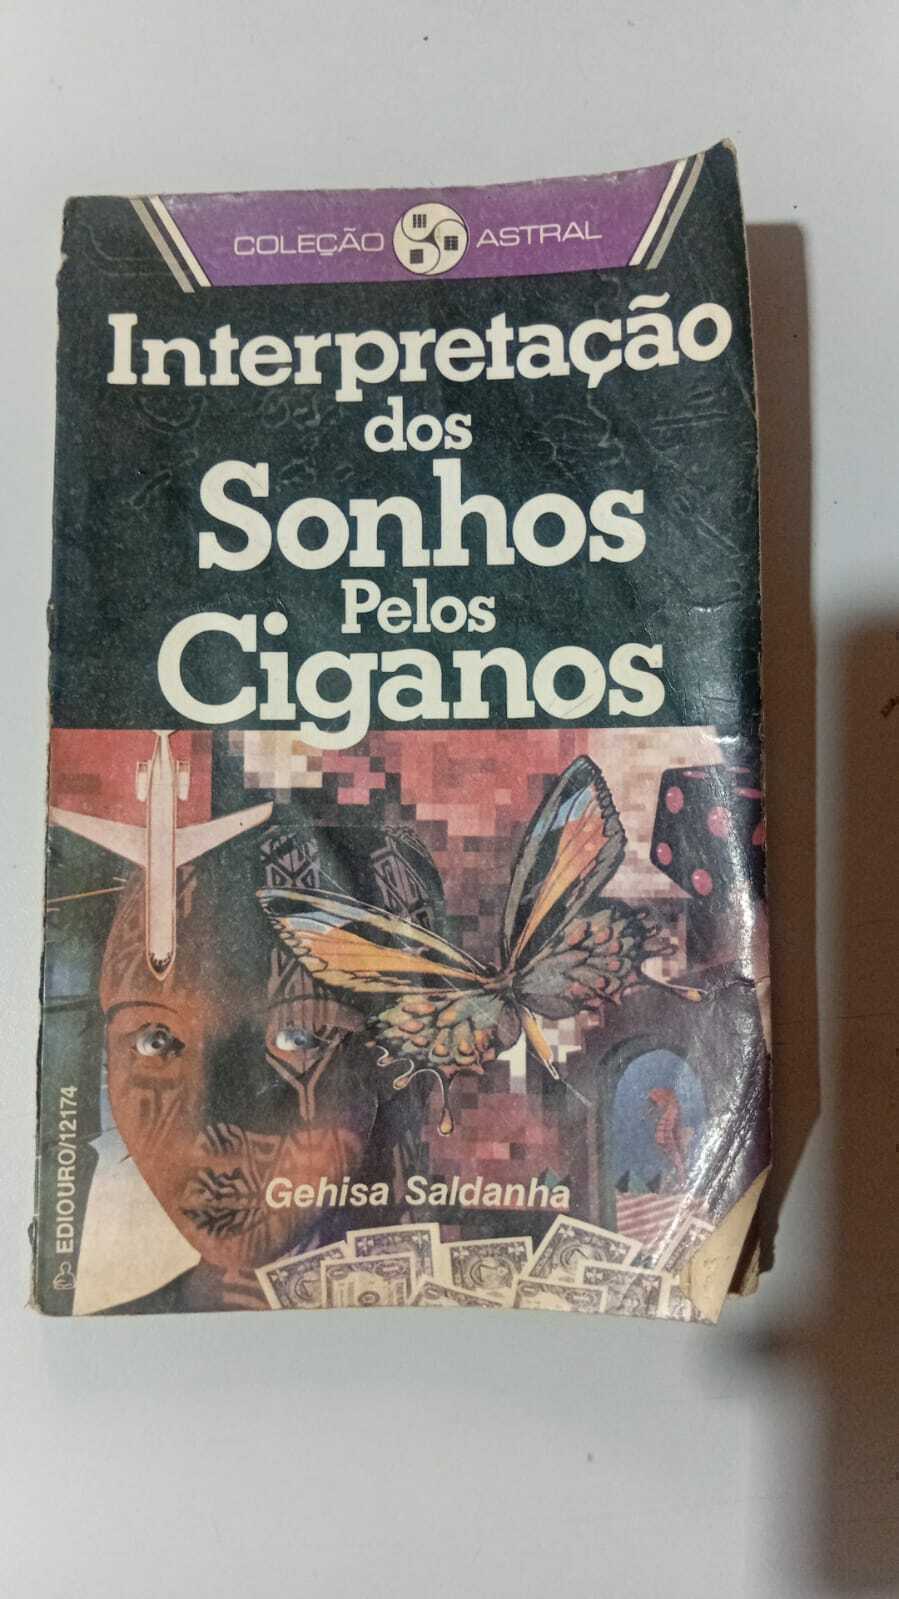 COLEÇÃO ASTRAL
Interpretação
dos
Sonhos
Pelos
Ciganos
EDIOURO/12174
Gehisa Saldanha